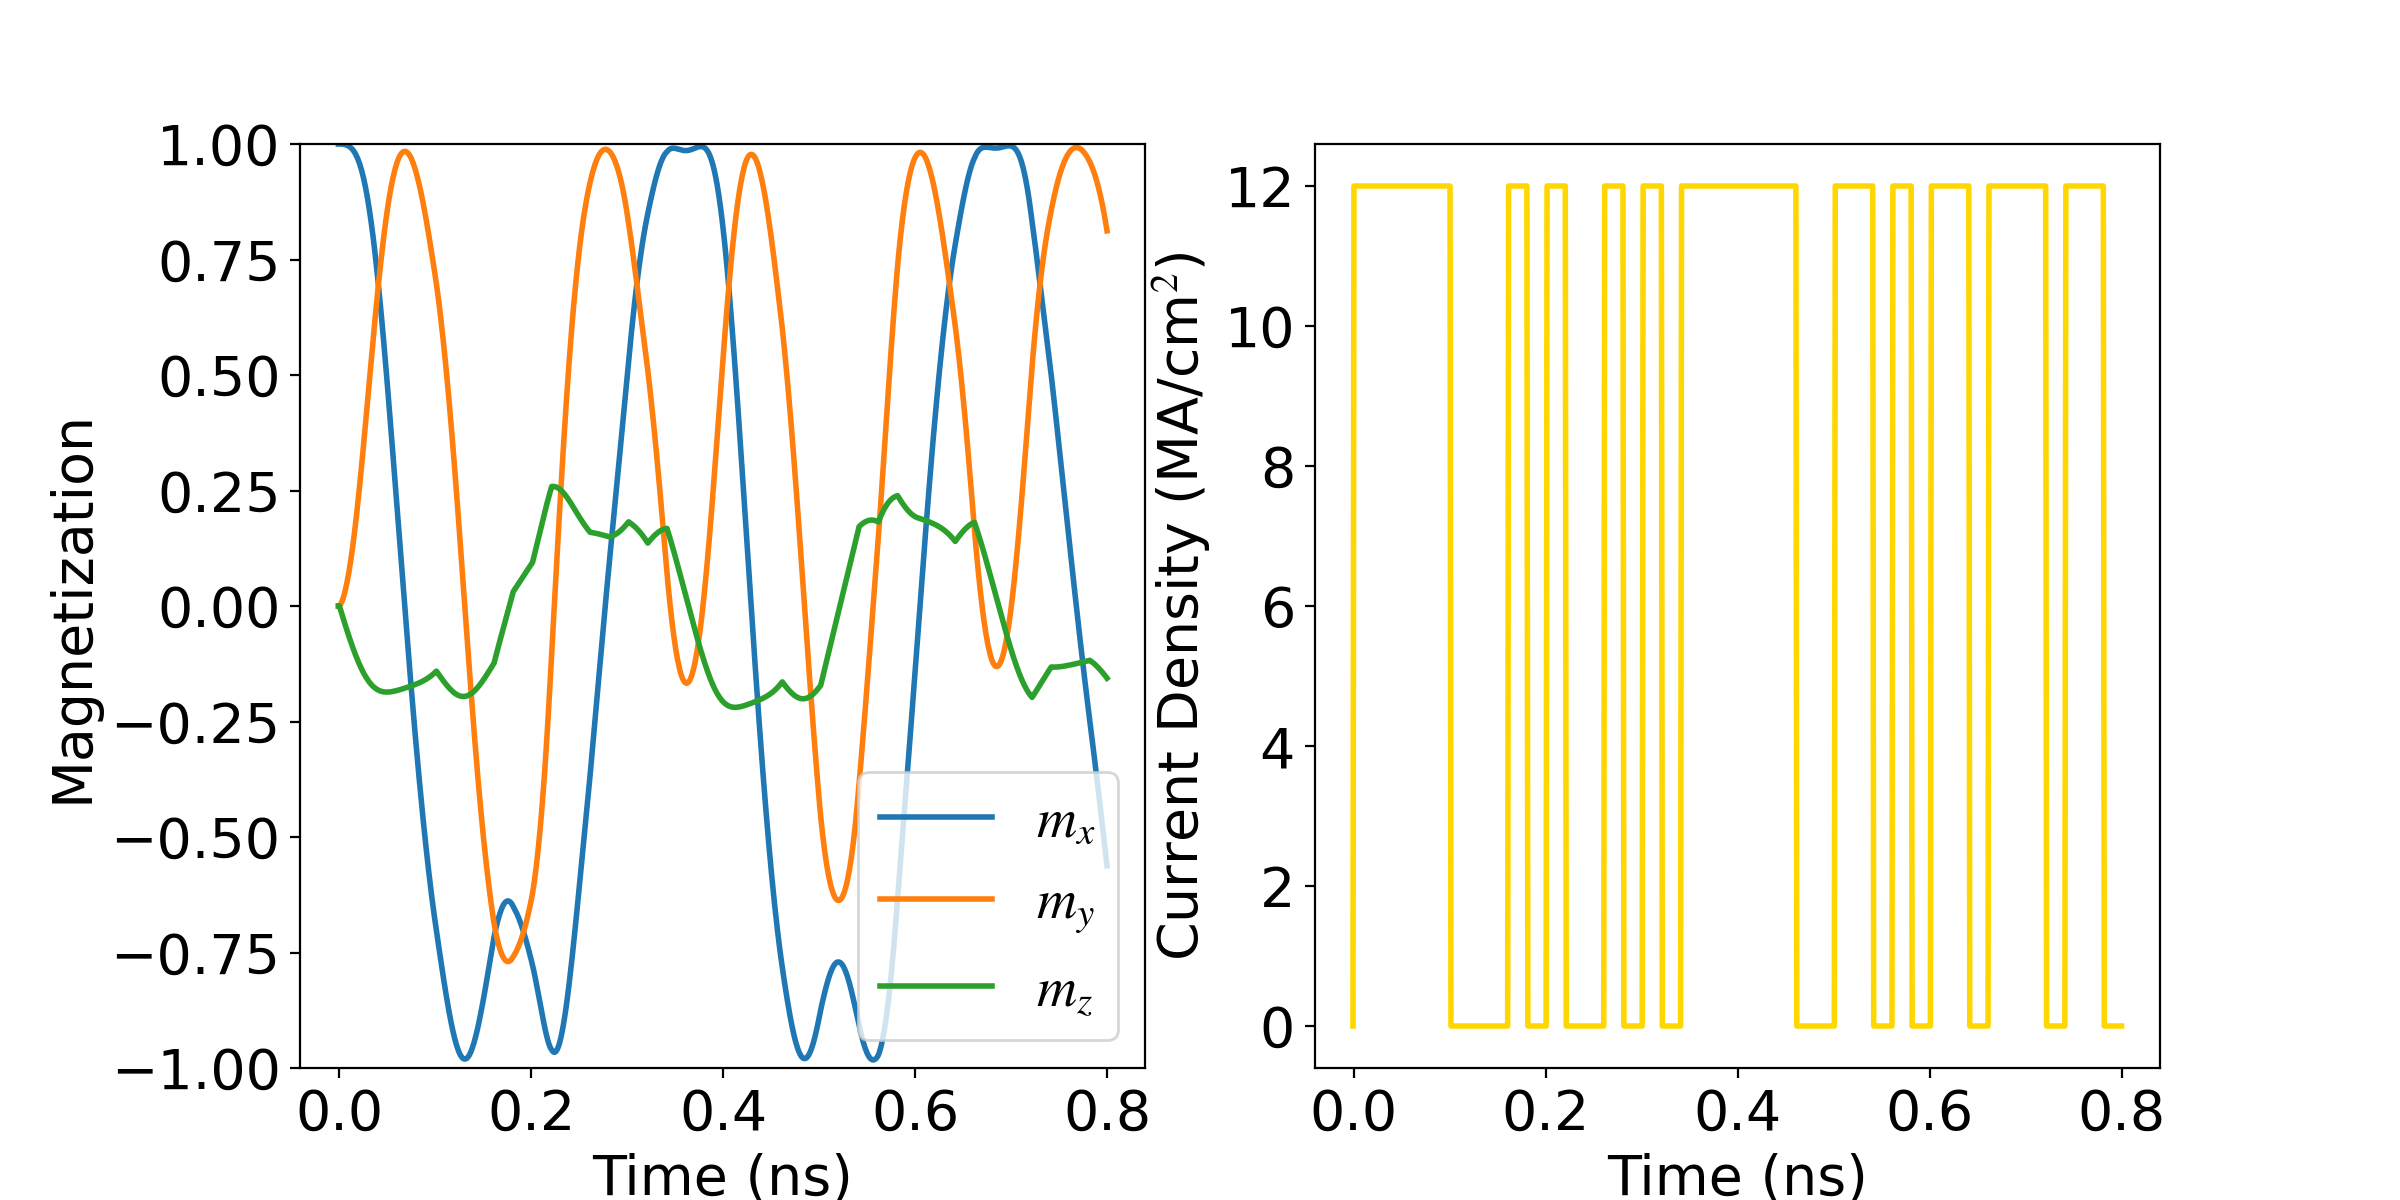 Magnetization
1.00
0.75
0.50
0.25
0.00
−0.25
−0.50
−0.75
−1.00
0.0 0.2 0.4 0.6 0.8
Time (ns)
m_x
m_y
m_z
Current Density (MA/cm²)
12
10
8
6
4
2
0
0.0 0.2 0.4 0.6 0.8
Time (ns)